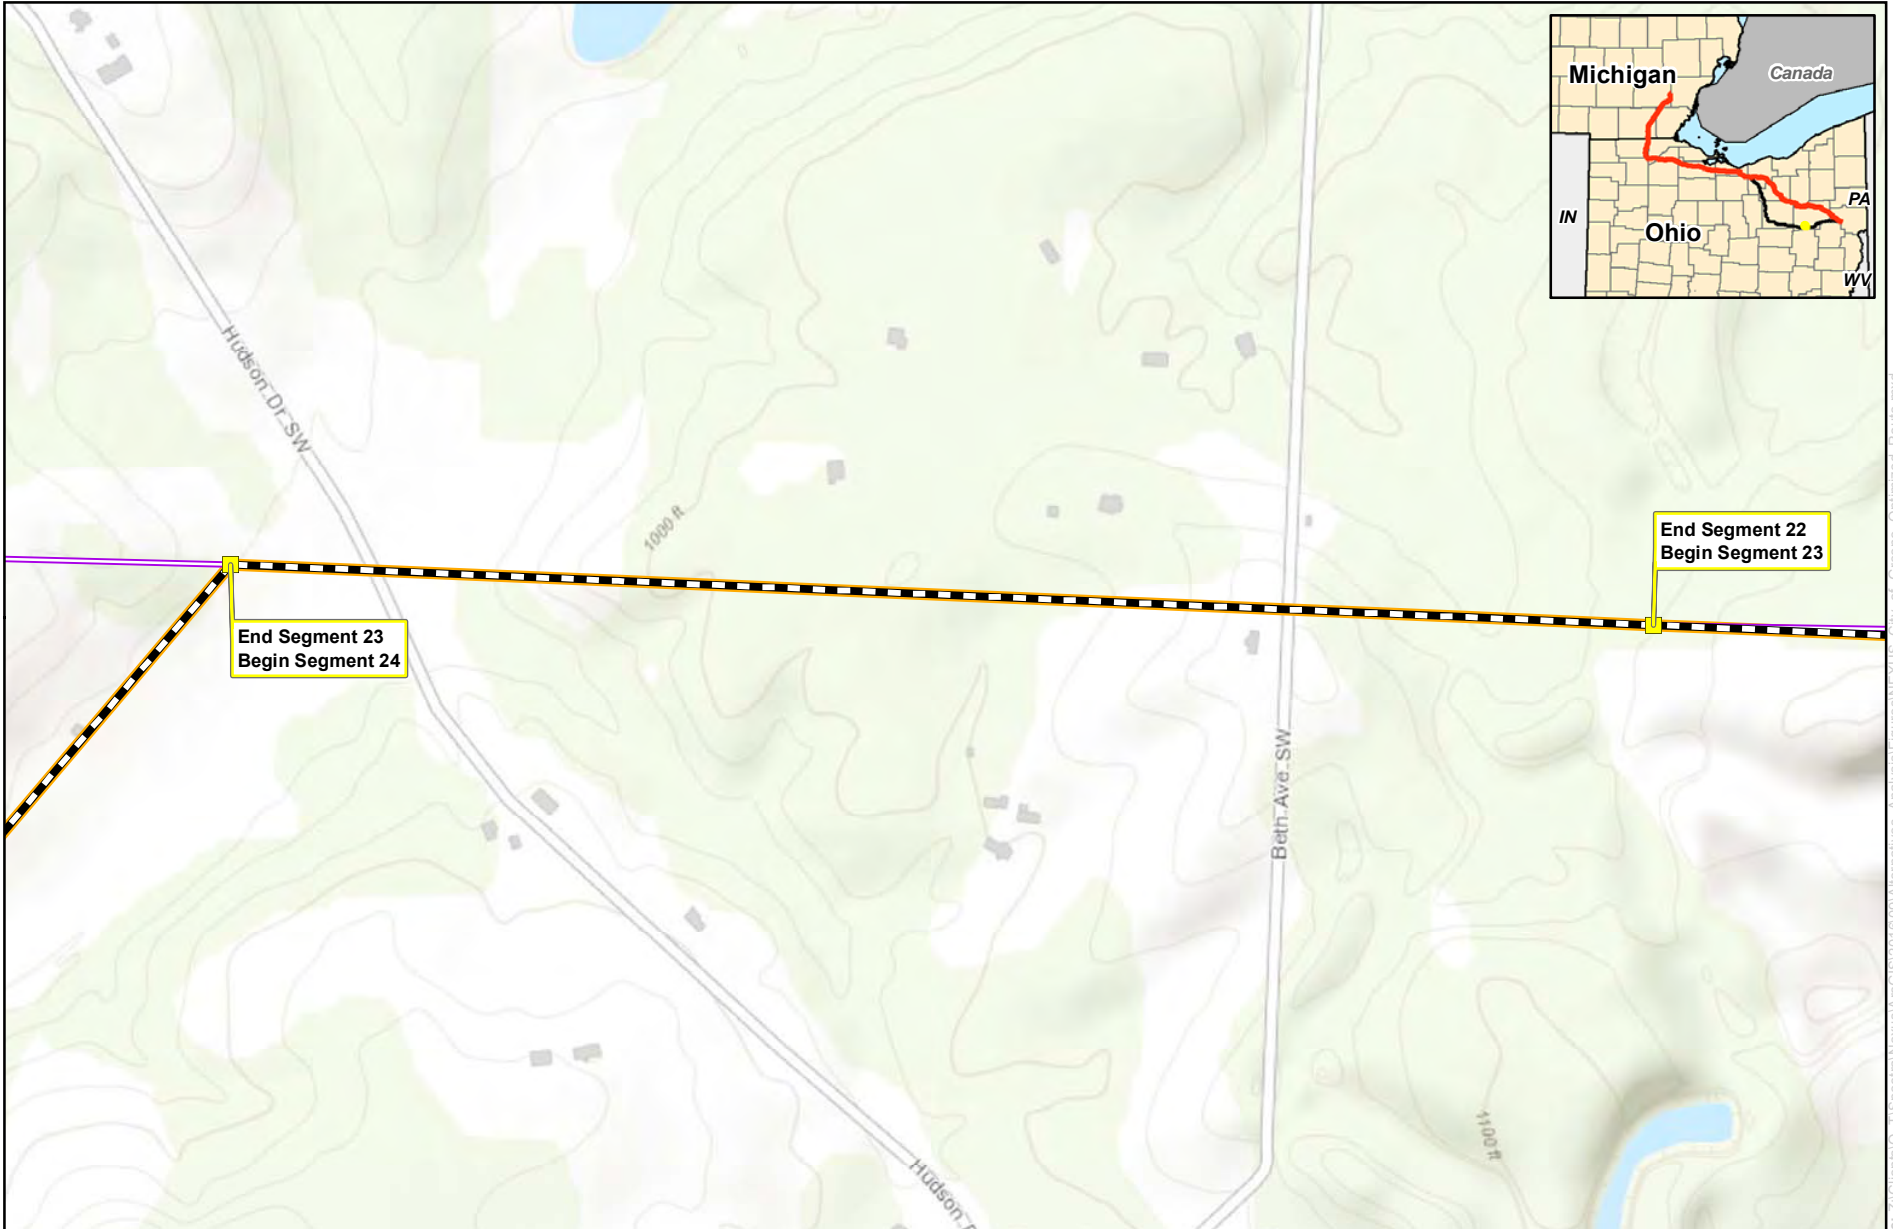 Michigan
Canada
IN
Ohio
PA
WV
Hudson Dr SW
1000 ft
End Segment 22
Begin Segment 23
End Segment 23
Begin Segment 24
Beth Ave SW
1100 ft
Hudson